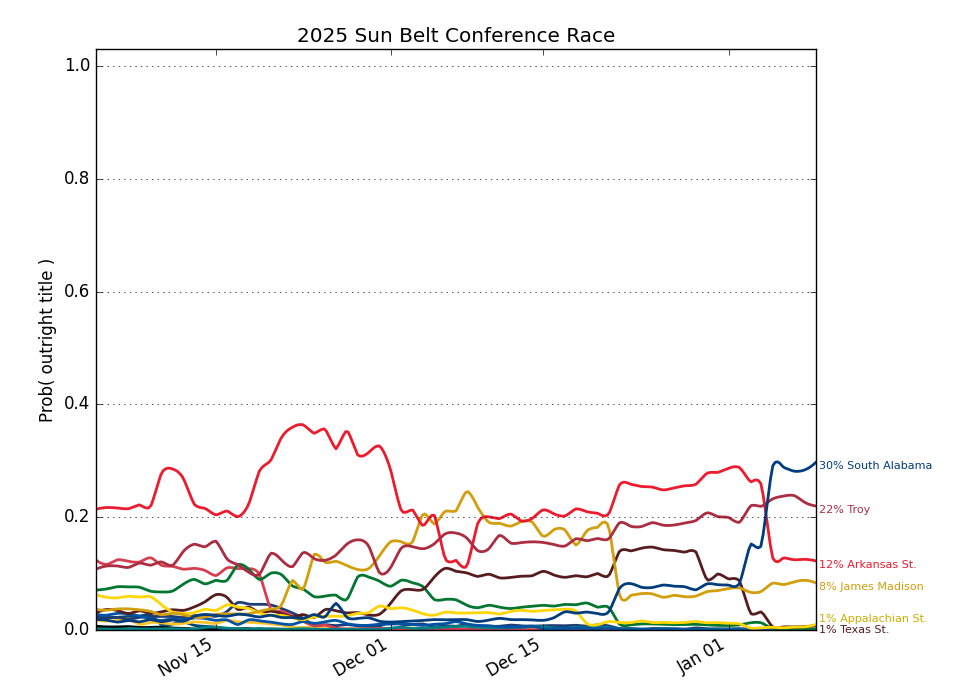 2025 Sun Belt Conference Race
Prob( outright title )
1.0
0.8
0.6
0.4
0.2
0.0
30% South Alabama
22% Troy
12% Arkansas St.
8% James Madison
1% Appalachian St.
1% Texas St.
Nov 15
Dec 01
Dec 15
Jan 01